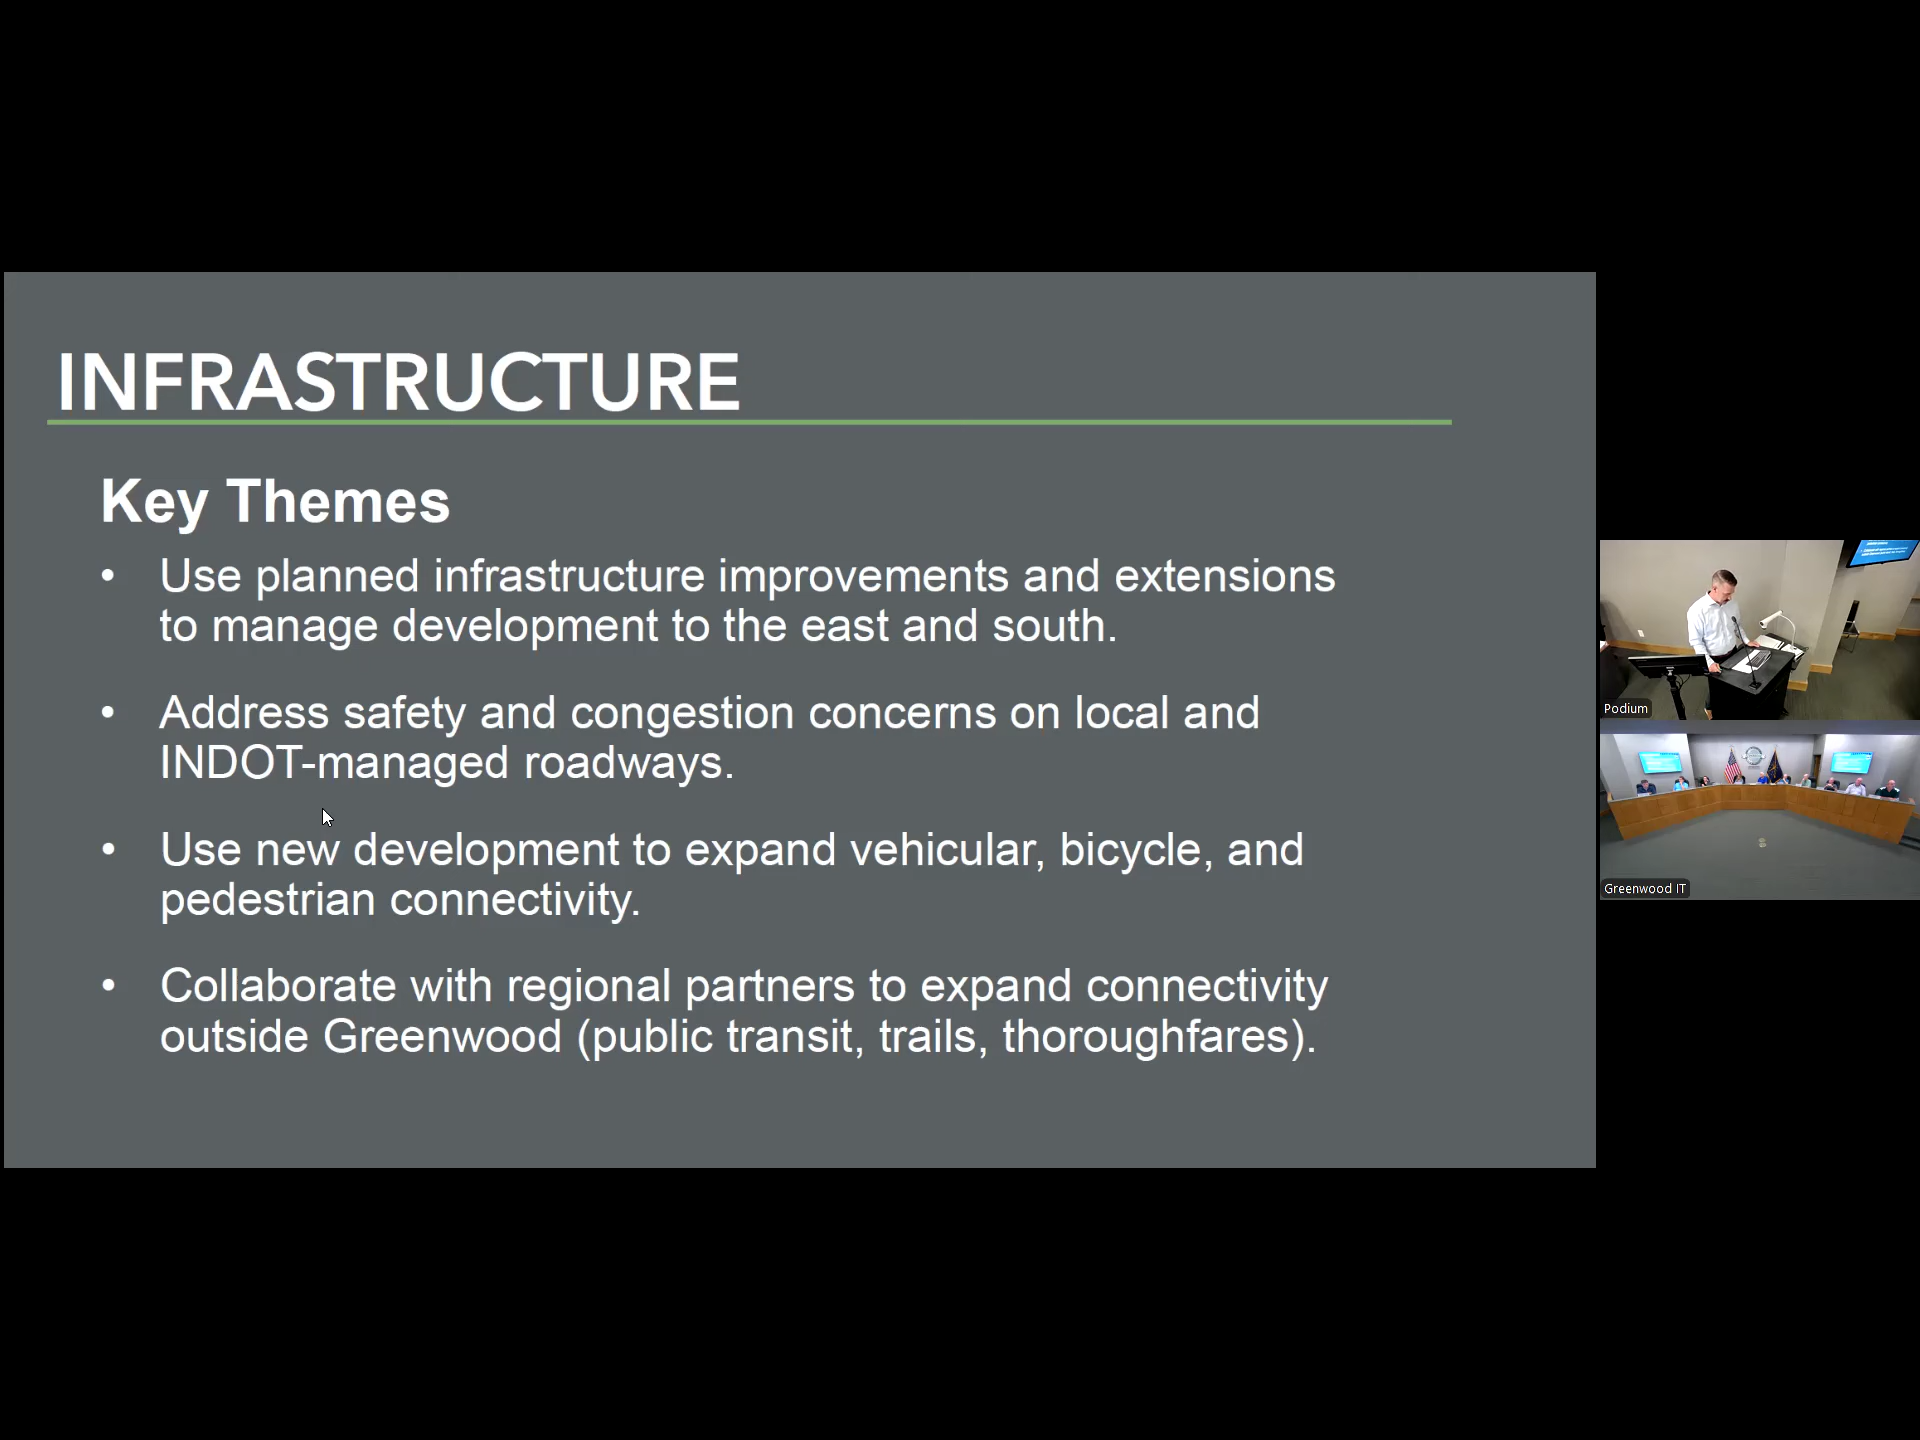 INFRASTRUCTURE
Key Themes
• Use planned infrastructure improvements and extensions
to manage development to the east and south.
• Address safety and congestion concerns on local and
INDOT-managed roadways.
• Use new development to expand vehicular, bicycle, and
pedestrian connectivity.
• Collaborate with regional partners to expand connectivity
outside Greenwood (public transit, trails, thoroughfares).
Podium
Greenwood IT